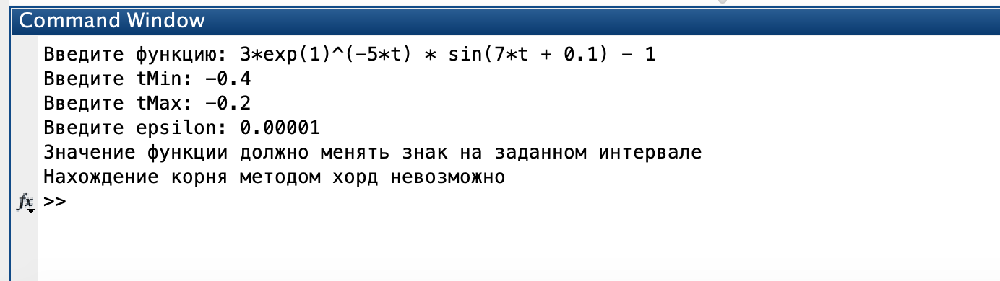 Command Window
Введите функцию: 3*exp(1)^(-5*t) * sin(7*t + 0.1) - 1
Введите tMin: -0.4
Введите tMax: -0.2
Введите epsilon: 0.00001
Значение функции должно менять знак на заданном интервале
Нахождение корня методом хорд невозможно
fx >>